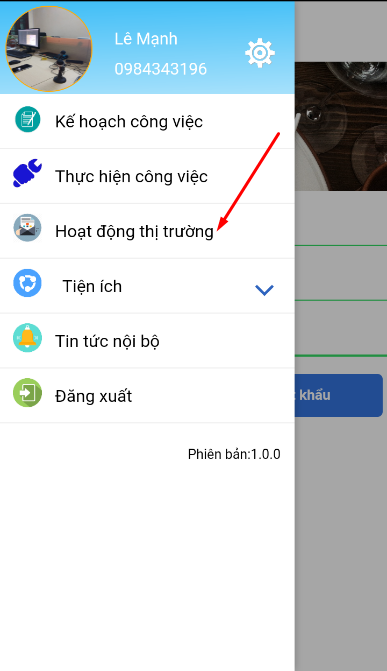 Lê Mạnh
0984343196
Kế hoạch công việc
Thực hiện công việc
Hoạt động thị trường
Tiện ích
Tin tức nội bộ
khẩu
Đăng xuất
Phiên bản:1.0.0